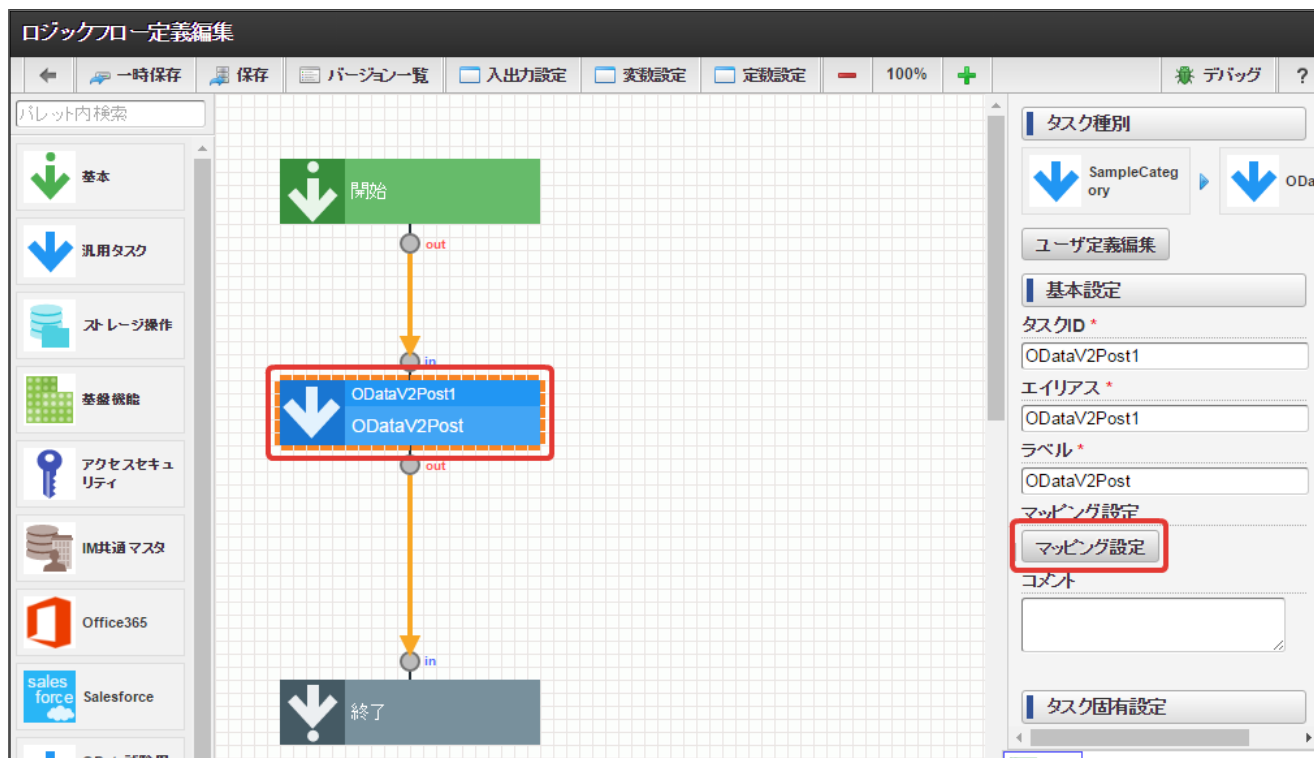 ロジックフロー定義編集
一時保存 保存 バージョン一覧 入出力設定 変数設定 定数設定 100% デバッグ ?
パレット内検索
基本
汎用タスク
ストレージ操作
基盤機能
アクセスセキュ
リティ
IM共通マスタ
Office365
sales
force
Salesforce
開始
out
in
ODataV2Post1
ODataV2Post
out
in
終了
タスク種別
SampleCateg
ory
ODa
ユーザ定義編集
基本設定
タスクID *
ODataV2Post1
エイリアス *
ODataV2Post1
ラベル *
ODataV2Post
マッピング設定
マッピング設定
コメント
タスク固有設定